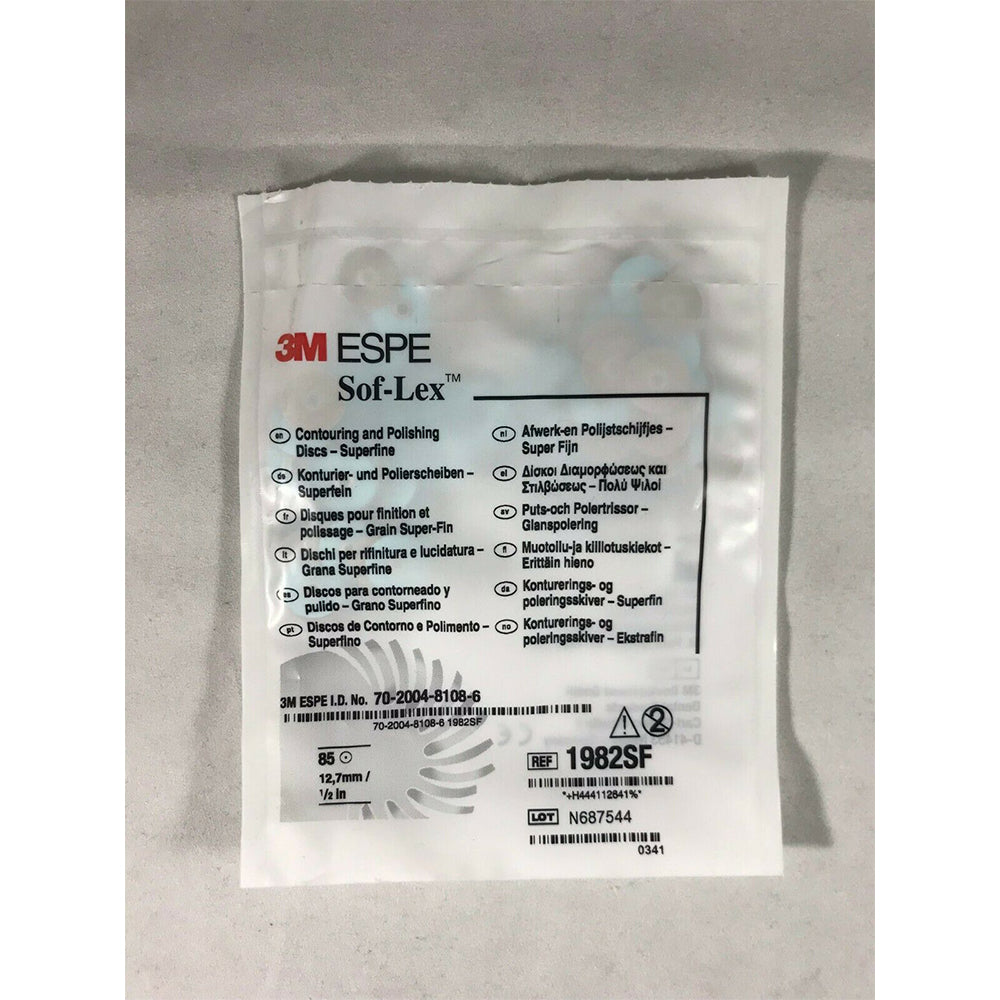 3M ESPE
Sof-Lex™
en Contouring and Polishing
Discs – Superfine
de Konturier- und Polierscheiben –
Superfein
fr Disques pour finition et
polissage – Grain Super-Fin
it Dischi per rifinitura e lucidatura –
Grana Superfine
es Discos para contorneado y
pulido – Grano Superfino
pt Discos de Contorno e Polimento –
Superfino
nl Afwerk-en Polijstschijfjes –
Super Fijn
el Δίσκοι Διαμορφώσεως και
Στιλβώσεως – Πολύ Ψιλοί
sv Puts-och Polertrissor –
Glanspolering
fi Muotoilu-ja kiillotuskiekot –
Erittäin hieno
da Konturerings- og
poleringsskiver – Superfin
no Konturerings- og
poleringsskiver – Ekstrafin
3M ESPE I.D. No. 70-2004-8108-6
70-2004-8108-6 1982SF
85
12,7mm /
1/2 in
2
REF 1982SF
*+H444112641%*
LOT N687544
0341